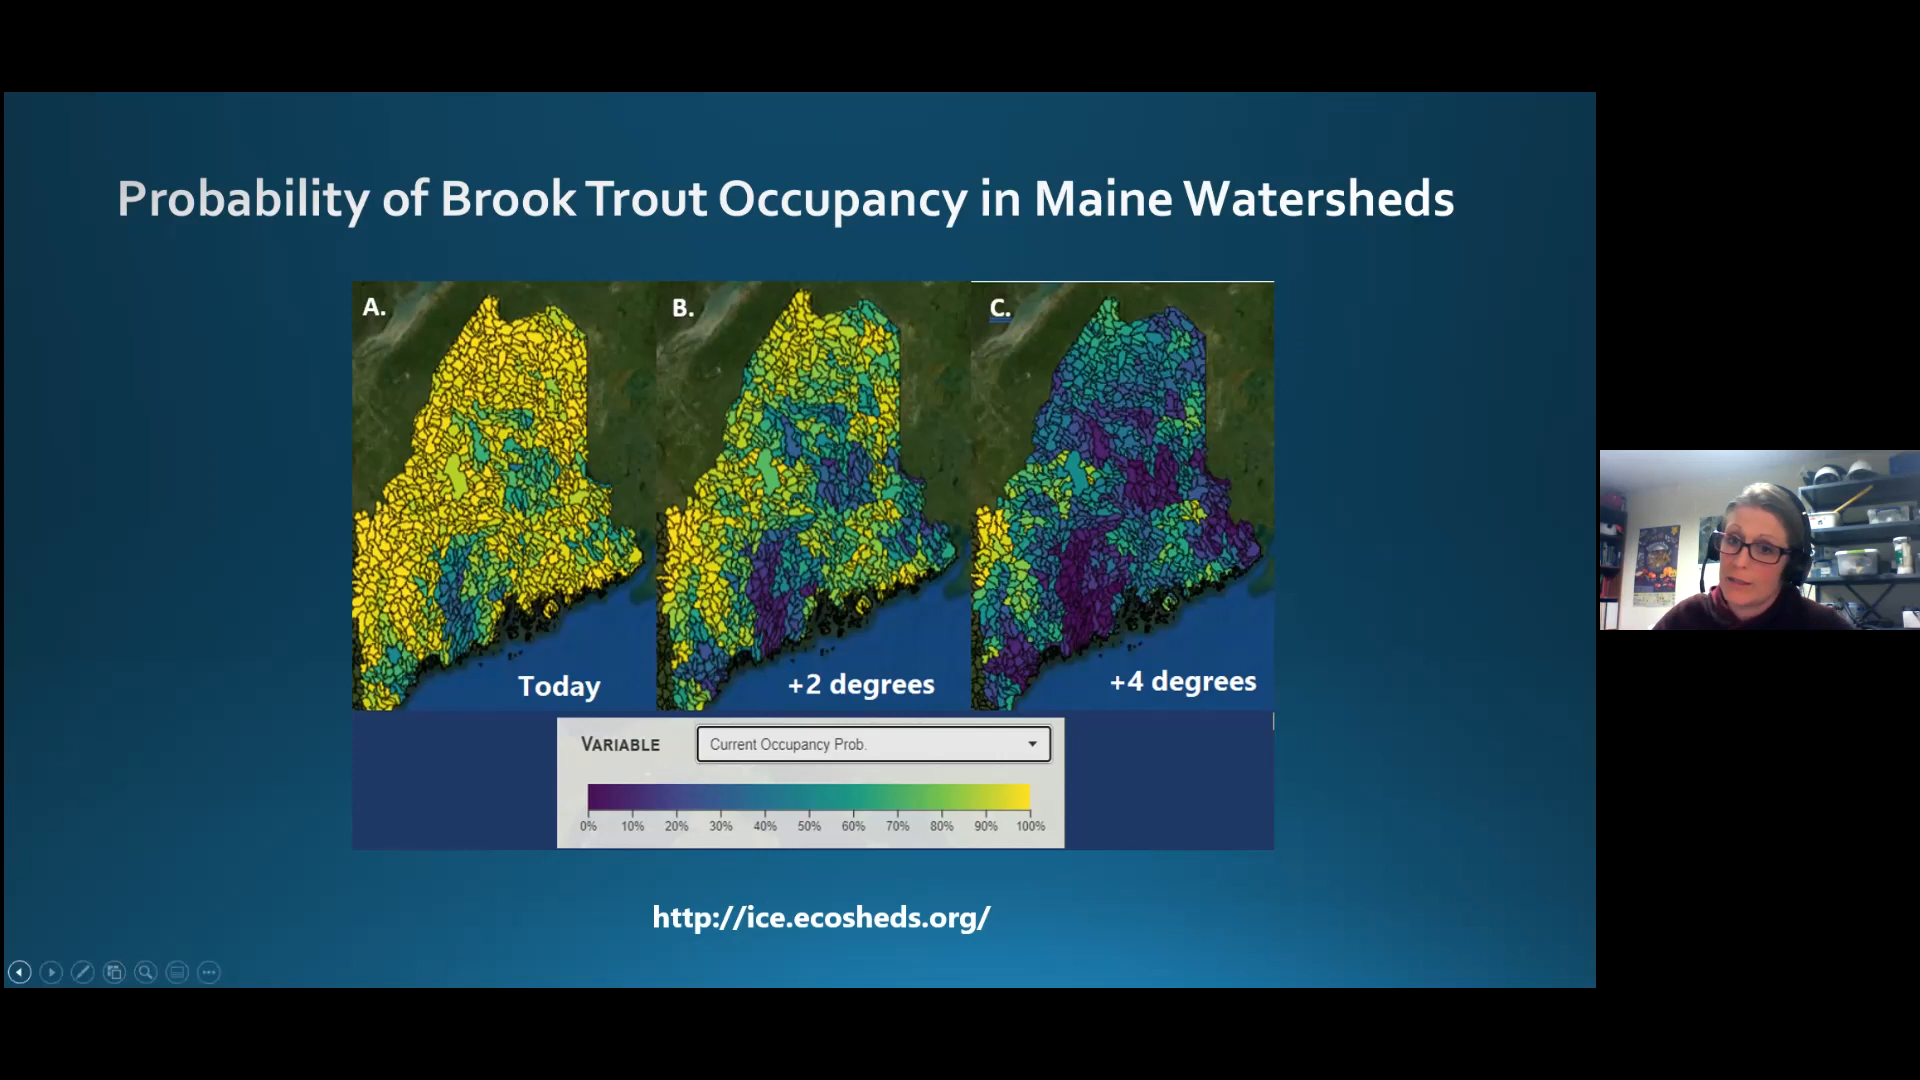 Probability of Brook Trout Occupancy in Maine Watersheds
A.
B.
C.
Today
+2 degrees
+4 degrees
VARIABLE
Current Occupancy Prob.
0% 10% 20% 30% 40% 50% 60% 70% 80% 90% 100%
http://ice.ecosheds.org/